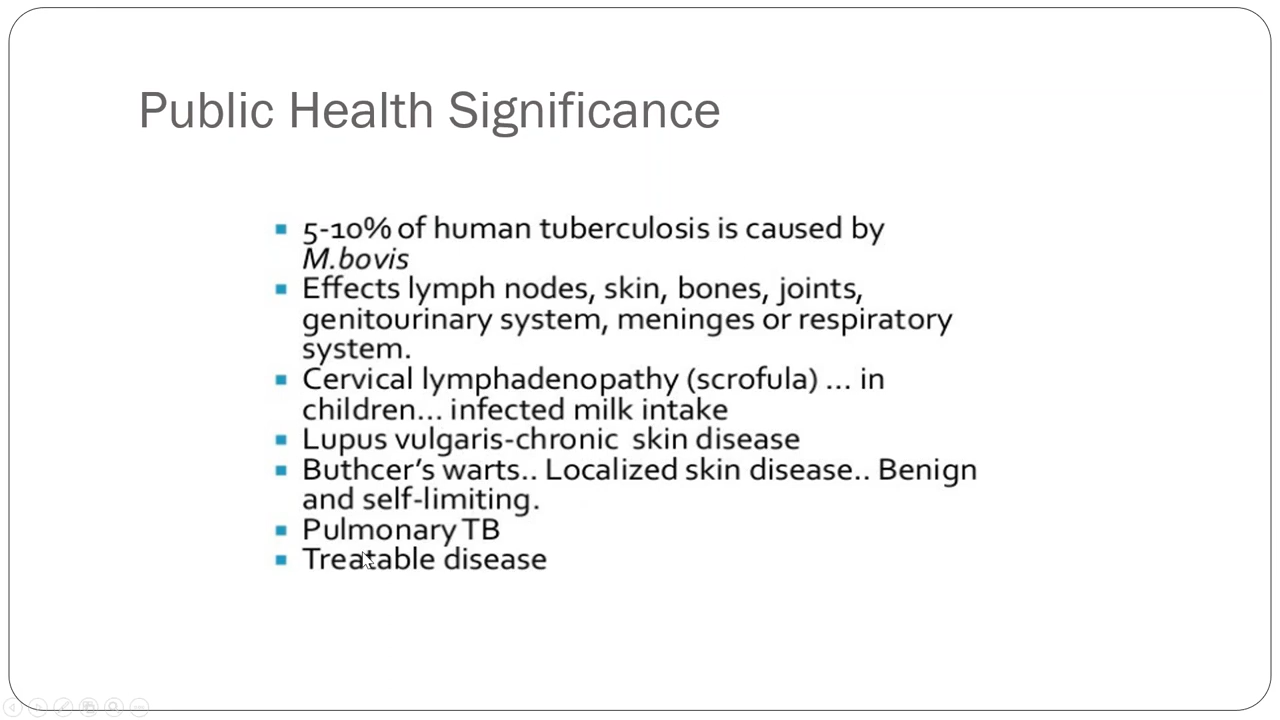 Public Health Significance
5-10% of human tuberculosis is caused by
M.bovis
Effects lymph nodes, skin, bones, joints,
genitourinary system, meninges or respiratory
system.
Cervical lymphadenopathy (scrofula) ... in
children... infected milk intake
Lupus vulgaris-chronic skin disease
Buthcer's warts.. Localized skin disease.. Benign
and self-limiting.
Pulmonary TB
Treatable disease